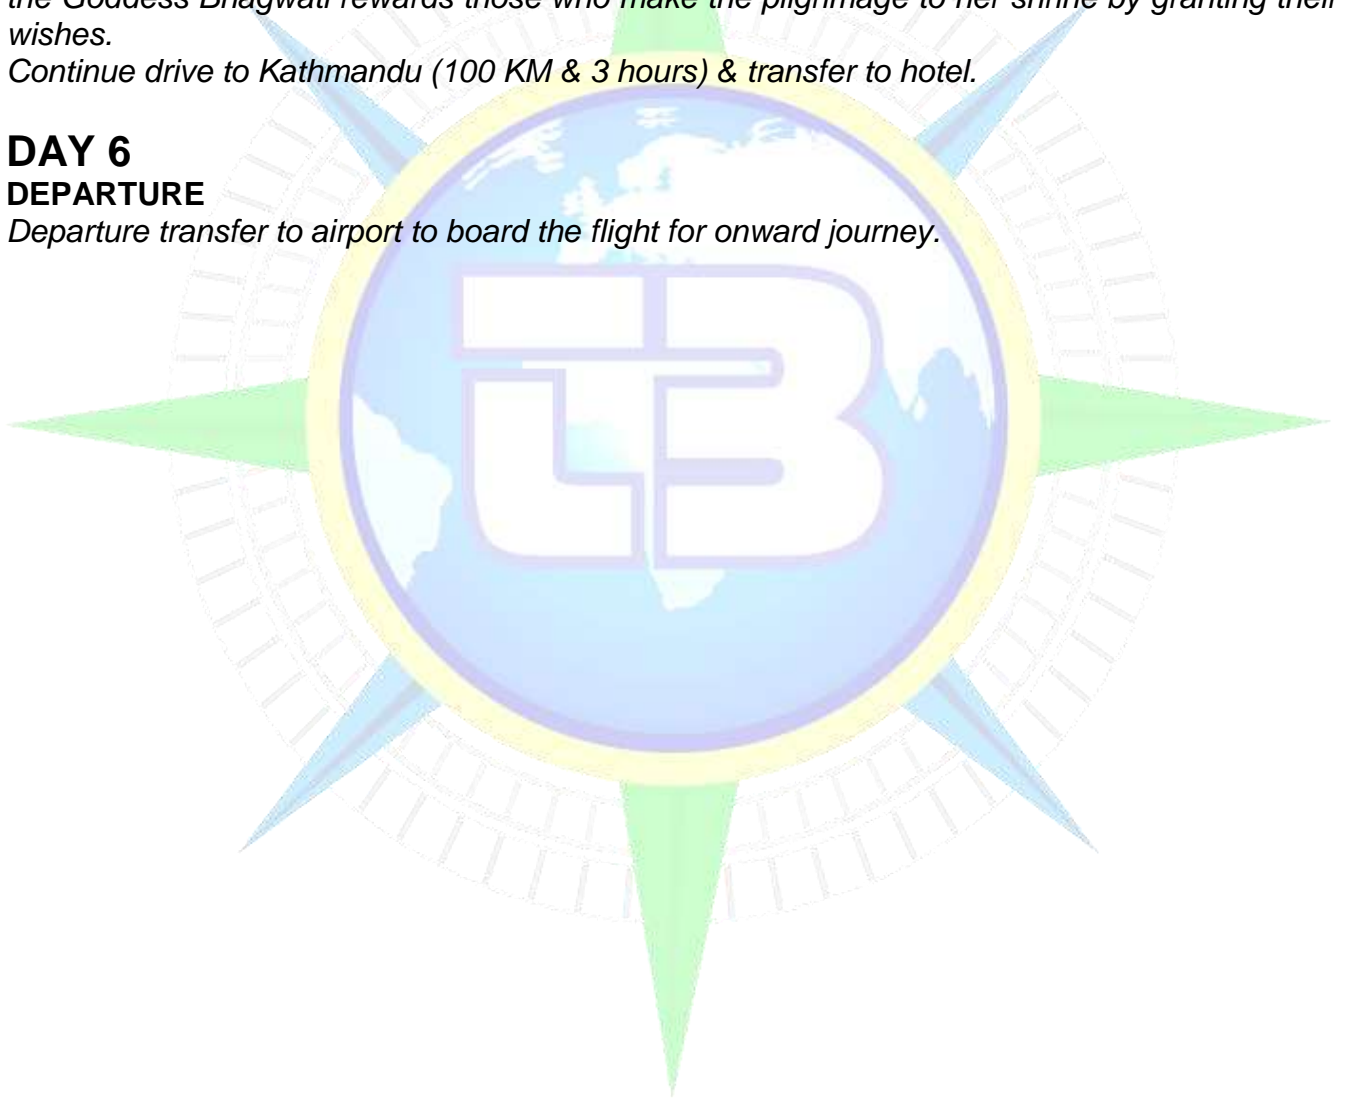 the Goddess Bhagwati rewards those who make the pilgrimage to her shrine by granting their
wishes.
Continue drive to Kathmandu (100 KM & 3 hours) & transfer to hotel.
DAY 6
DEPARTURE
Departure transfer to airport to board the flight for onward journey.